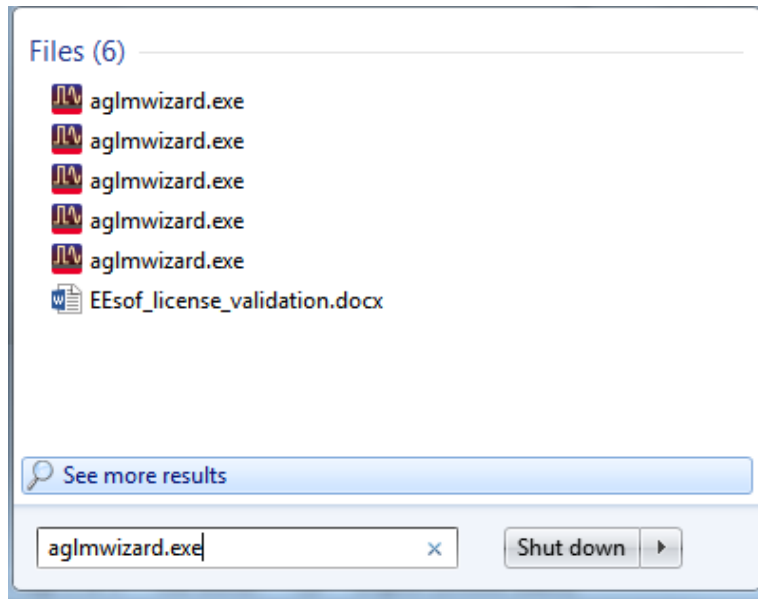 Files (6)
aglmwizard.exe
aglmwizard.exe
aglmwizard.exe
aglmwizard.exe
aglmwizard.exe
EEsof_license_validation.docx
See more results
aglmwizard.exe
Shut down